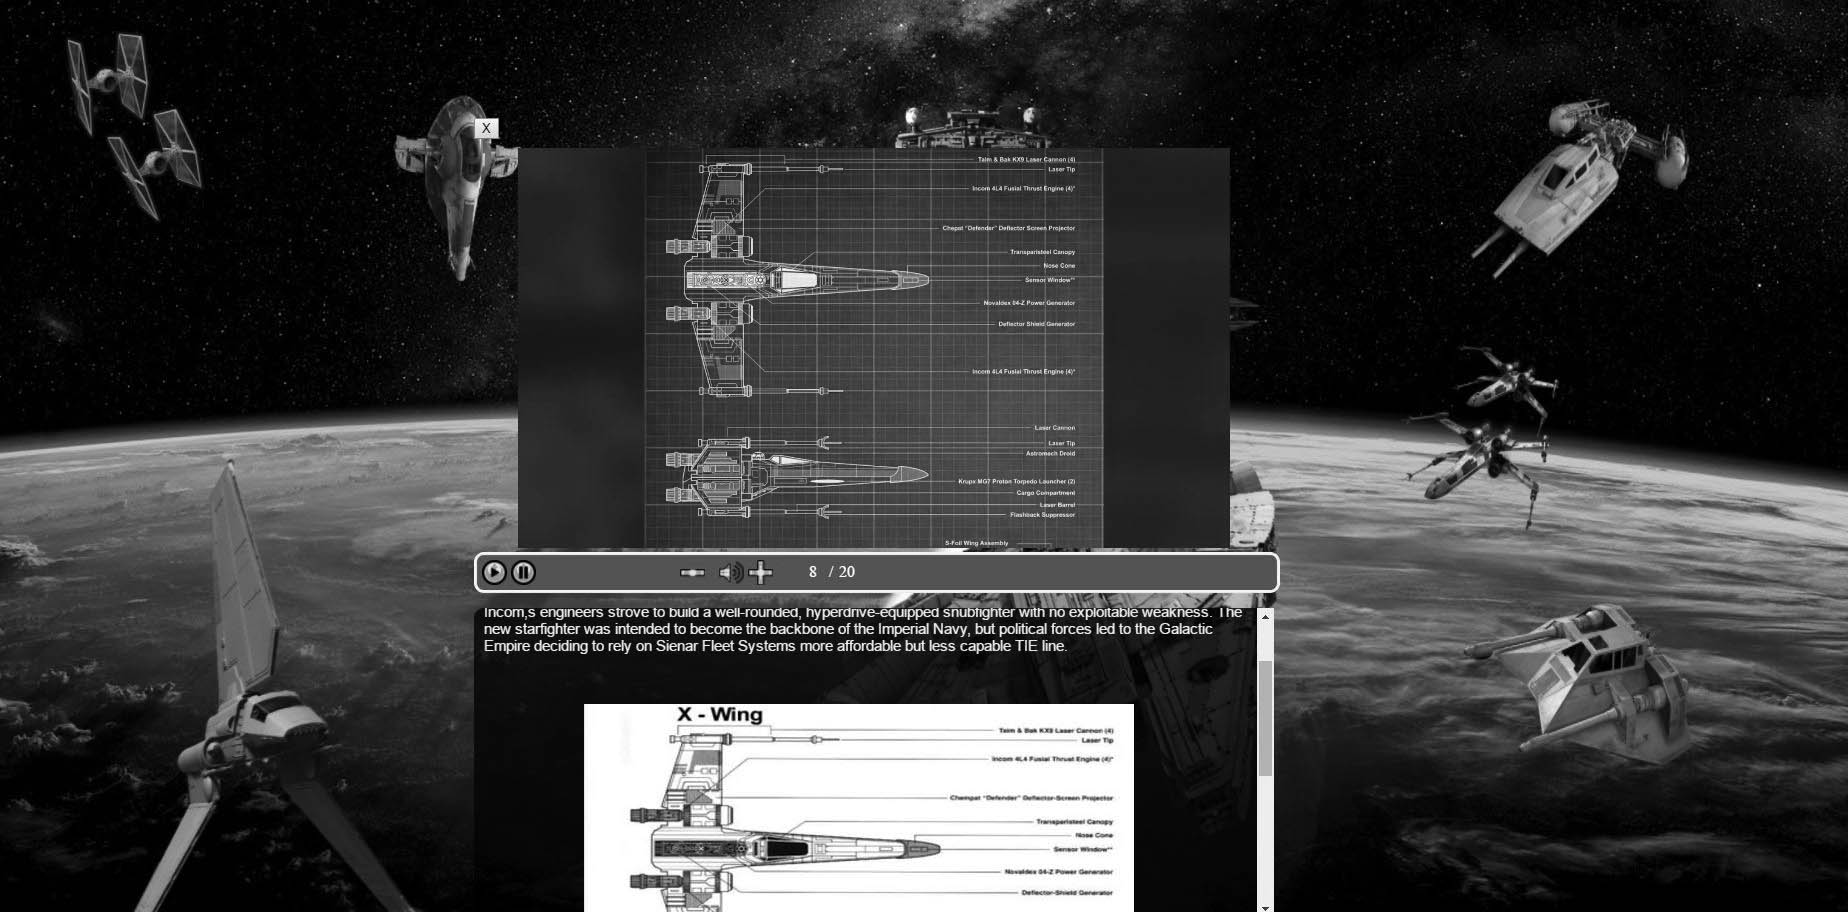 X
Taim & Bak KX9 Laser Cannon (4)
Laser Tip
Incom 4L4 Fusial Thrust Engine (4)*
Chepat "Defender" Deflector Screen Projector
Transparisteel Canopy
Nose Cone
Sensor Window**
Novaldex 04-Z Power Generator
Deflector Shield Generator
Incom 4L4 Fusial Thrust Engine (4)*
Laser Cannon
Laser Tip
Astromech Droid
Krupx MG7 Proton Torpedo Launcher (2)
Cargo Compartment
Laser Barrel
Flashback Suppressor
S-Foil Wing Assembly
8 / 20
Incom,s engineers strove to build a well-rounded, hyperdrive-equipped snubfighter with no exploitable weakness. The
new starfighter was intended to become the backbone of the Imperial Navy, but political forces led to the Galactic
Empire deciding to rely on Sienar Fleet Systems more affordable but less capable TIE line.
X - Wing
Taim & Bak KX9 Laser Cannon (4)
Laser Tip
Incom 4L4 Fusial Thrust Engine (4)*
Chempat "Defender" Deflector-Screen Projector
Transparisteel Canopy
Nose Cone
Sensor Window**
Novaldex 04-Z Power Generator
Deflector-Shield Generator